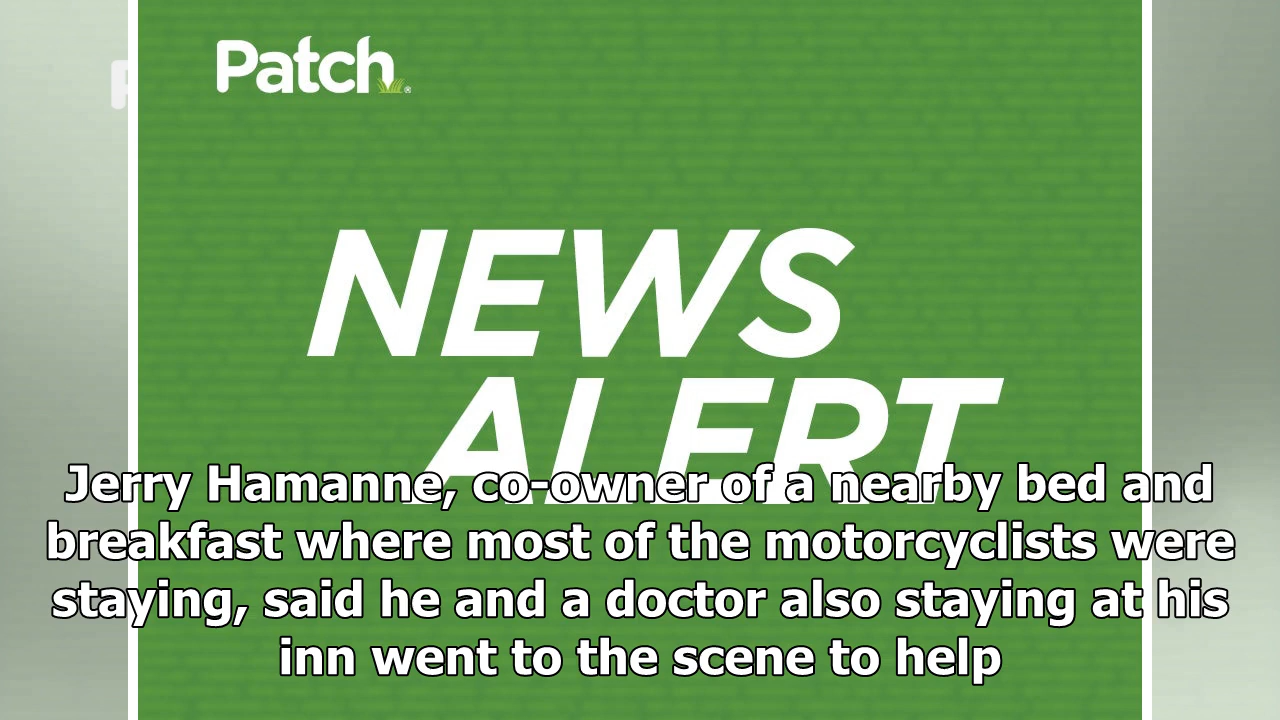 Patch
NEWS
ALERT
Jerry Hamanne, co-owner of a nearby bed and
breakfast where most of the motorcyclists were
staying, said he and a doctor also staying at his
inn went to the scene to help